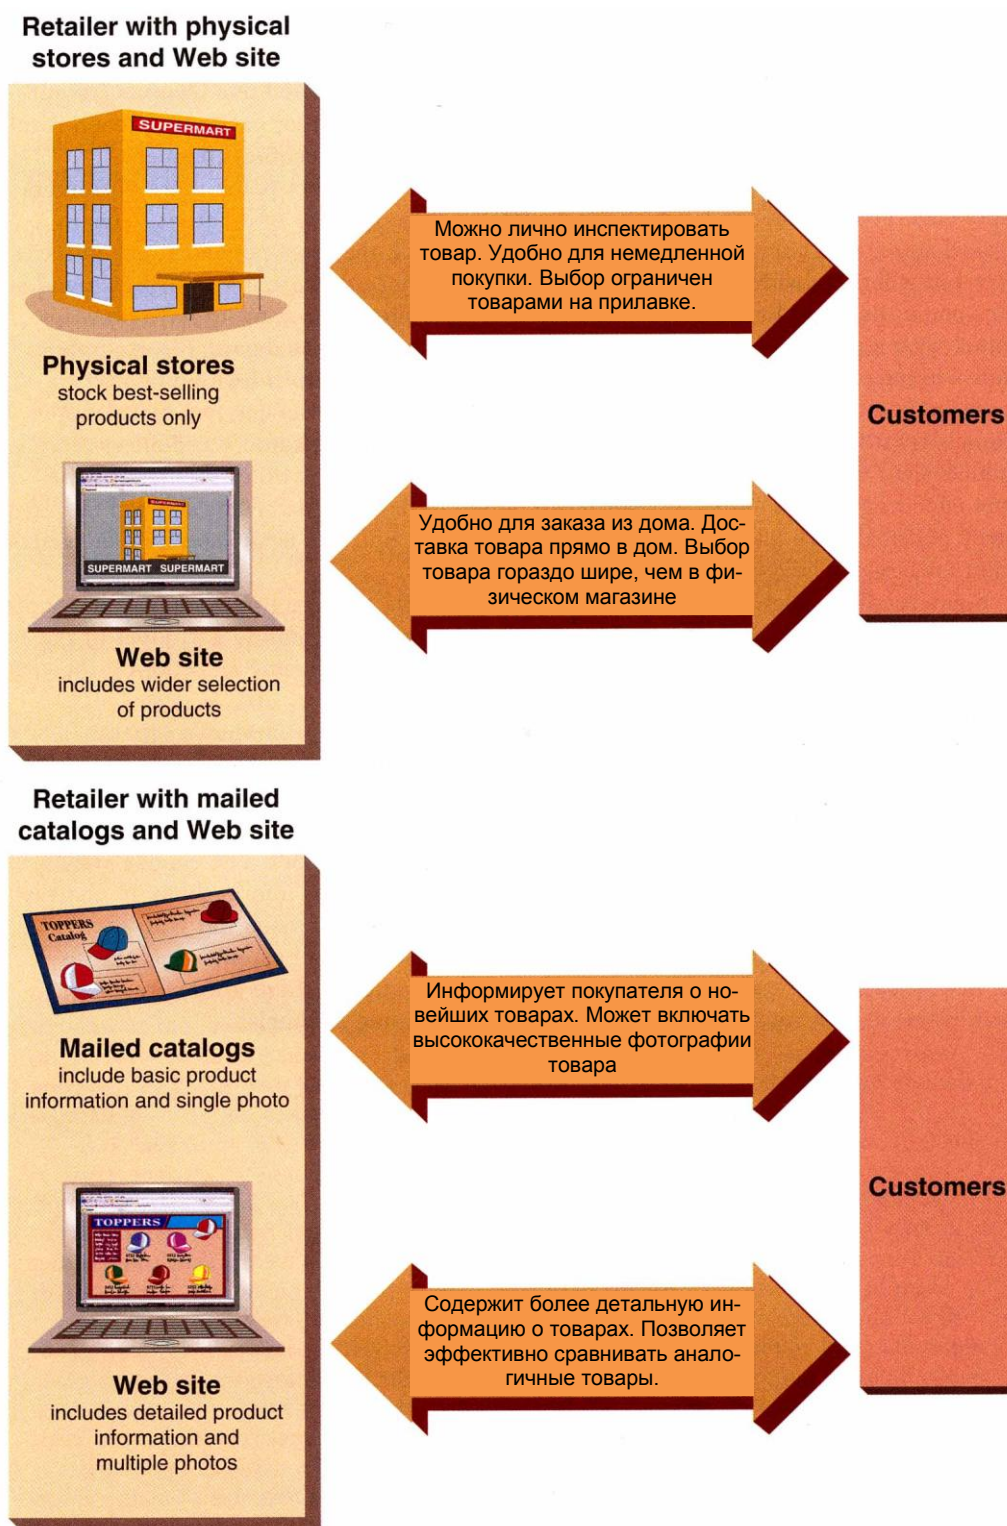 Retailer with physical
stores and Web site
SUPERMART
Можно лично инспектировать
товар. Удобно для немедленной
покупки. Выбор ограничен
товарами на прилавке.
Physical stores
stock best-selling
products only
Customers
SUPERMART SUPERMART
Удобно для заказа из дома. Дос-
тавка товара прямо в дом. Выбор
товара гораздо шире, чем в фи-
зическом магазине
Web site
includes wider selection
of products
Retailer with mailed
catalogs and Web site
TOPPERS
Catalog
Информирует покупателя о но-
вейших товарах. Может включать
высококачественные фотографии
товара
Mailed catalogs
include basic product
information and single photo
Customers
TOPPERS
Содержит более детальную ин-
формацию о товарах. Позволяет
эффективно сравнивать анало-
гичные товары.
Web site
includes detailed product
information and
multiple photos